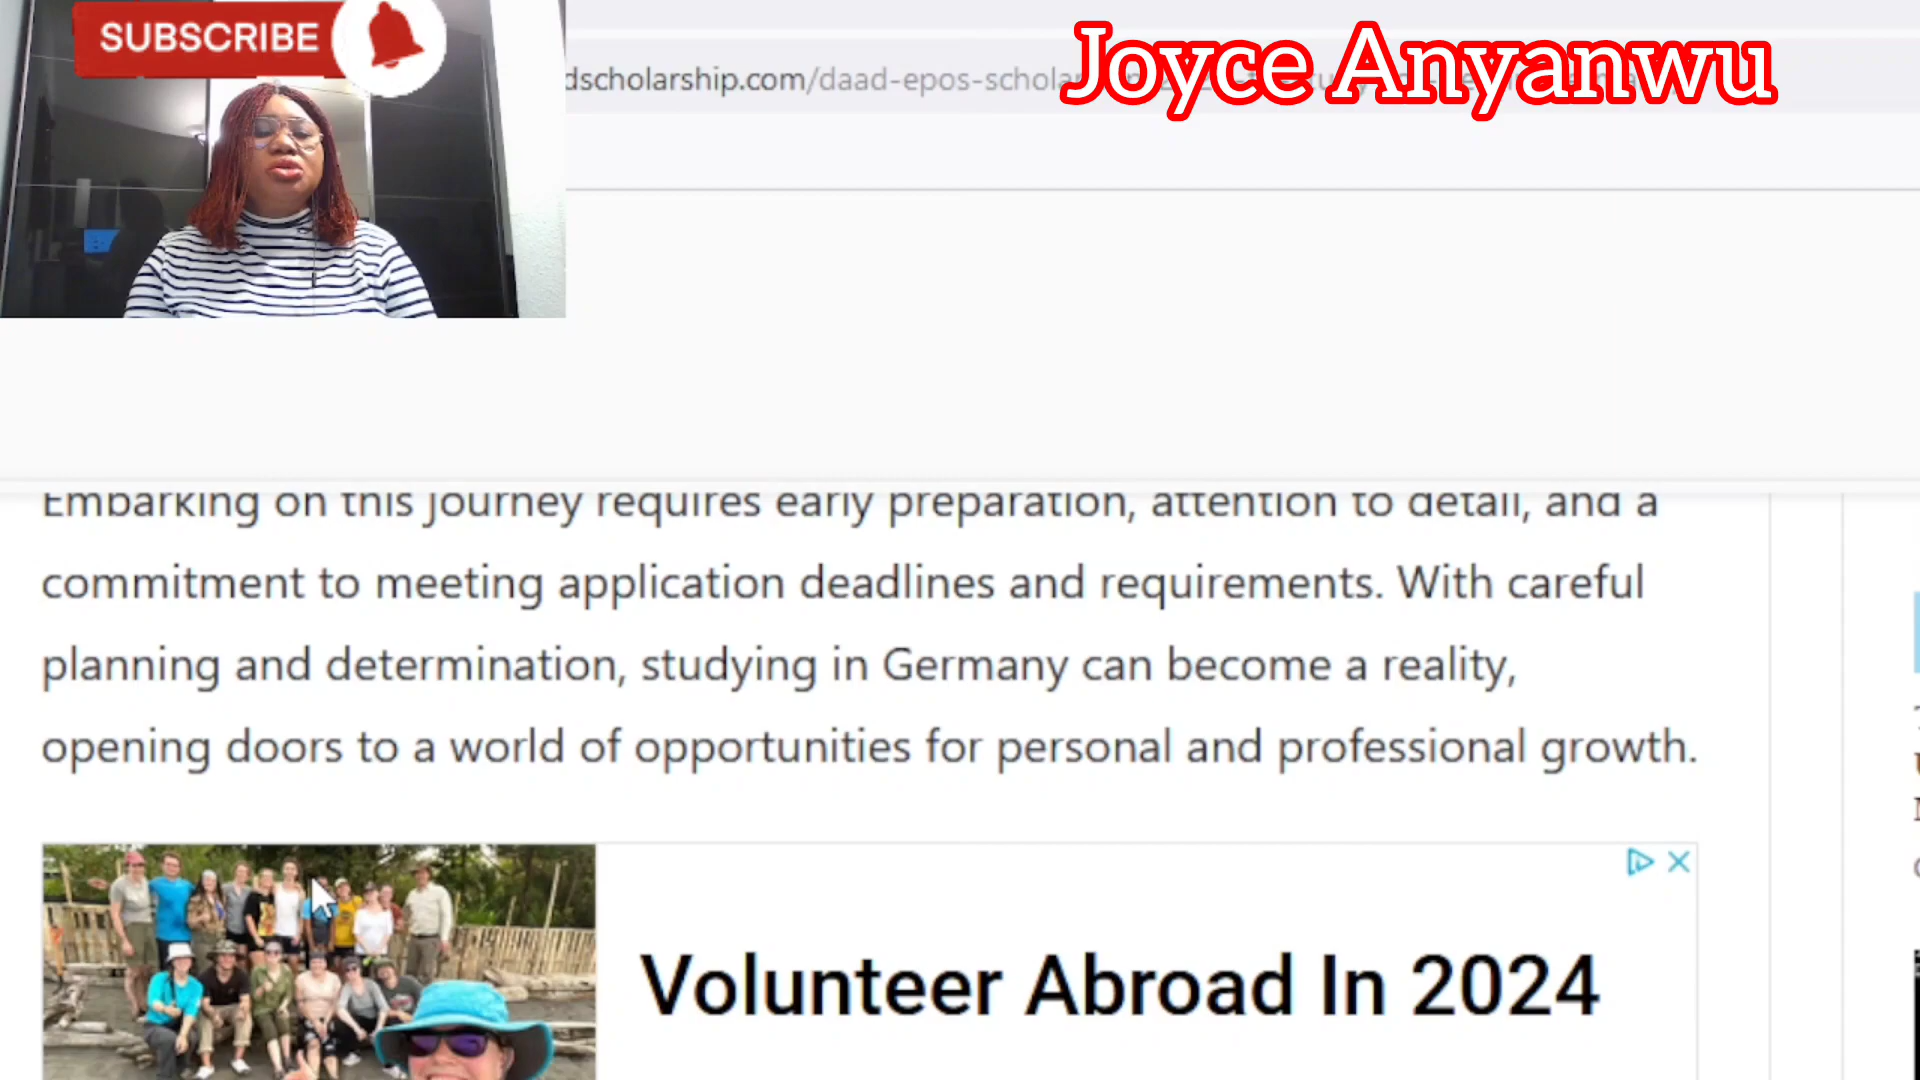 SUBSCRIBE
Joyce Anyanwu
dscholarship.com/daad-epos-schola
Embarking on this journey requires early preparation, attention to detail, and a
commitment to meeting application deadlines and requirements. With careful
planning and determination, studying in Germany can become a reality,
opening doors to a world of opportunities for personal and professional growth.
Volunteer Abroad In 2024